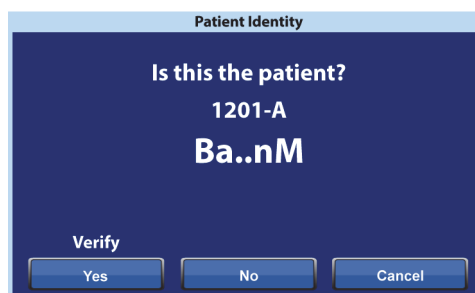 Patient Identity
Is this the patient?
1201-A
Ba..nM
Verify
Yes No Cancel